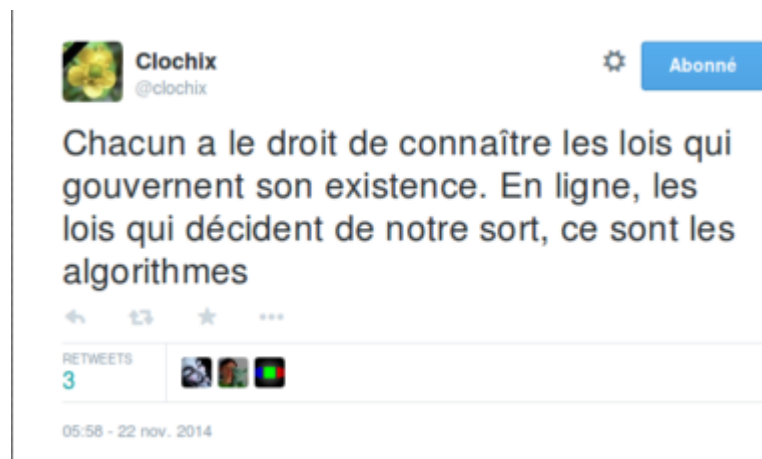 Clochix
@clochix
Abonné
Chacun a le droit de connaître les lois qui
gouvernent son existence. En ligne, les
lois qui décident de notre sort, ce sont les
algorithmes
RETWEETS
3
05:58 - 22 nov. 2014